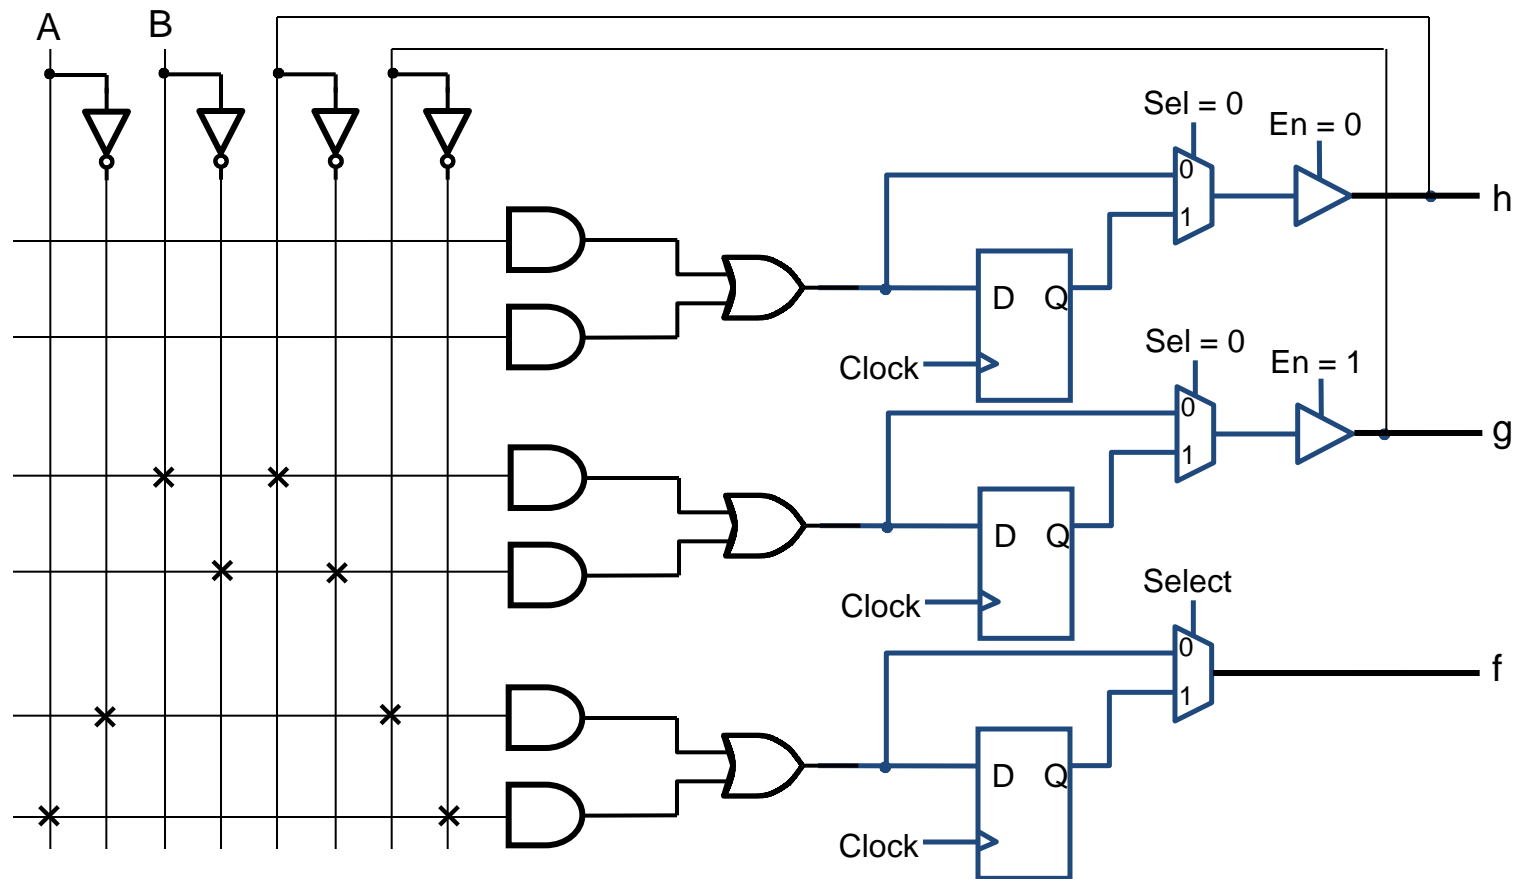 A
B
Sel = 0
En = 0
0
h
1
D
Q
Sel = 0
Clock
En = 1
0
g
1
D
Q
Select
Clock
0
f
1
D
Q
Clock